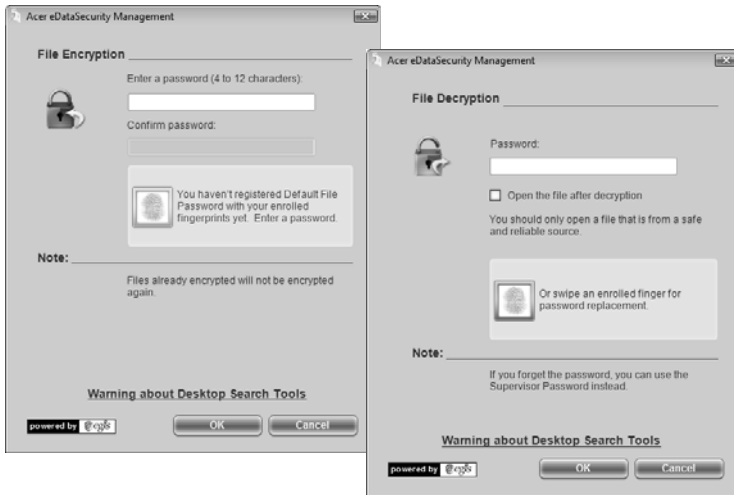 Acer eDataSecurity Management
File Encryption
Enter a password (4 to 12 characters):
Confirm password:
You haven't registered Default File
Password with your enrolled
fingerprints yet. Enter a password.
Note:
Files already encrypted will not be encrypted
again.
Warning about Desktop Search Tools
powered by egis
OK
Cancel
Acer eDataSecurity Management
File Decryption
Password:
Open the file after decryption
You should only open a file that is from a safe
and reliable source.
Or swipe an enrolled finger for
password replacement.
Note:
If you forget the password, you can use the
Supervisor Password instead.
Warning about Desktop Search Tools
powered by egis
OK
Cancel